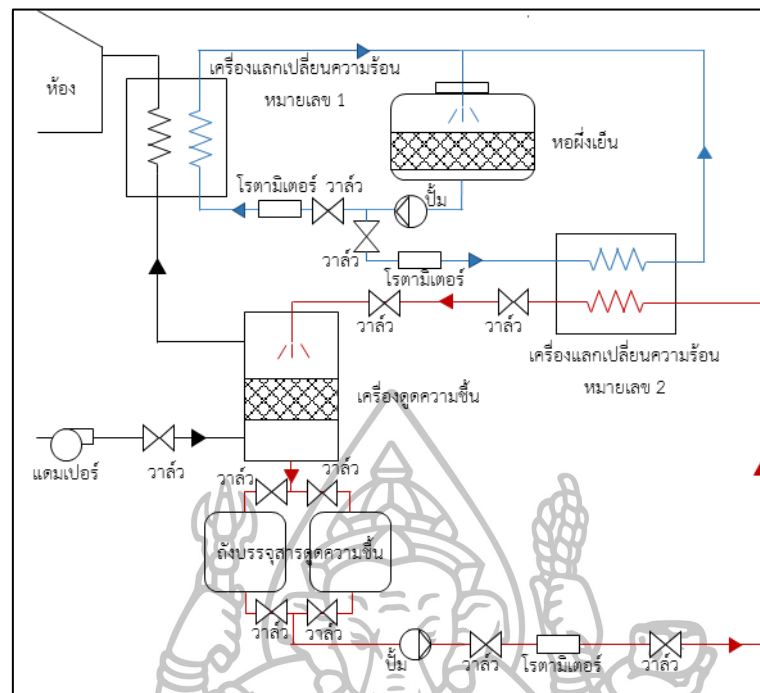 เครื่องแลกเปลี่ยนความร้อน
หมายเลข 1
ห้อง
หอผึ่งเย็น
โรตามิเตอร์ วาล์ว
ปั๊ม
วาล์ว
โรตามิเตอร์
วาล์ว
วาล์ว
เครื่องแลกเปลี่ยนความร้อน
หมายเลข 2
เครื่องดูดความชื้น
แดมเปอร์
วาล์ว
วาล์ว
วาล์ว
ถังบรรจุสารดูดความชื้น
วาล์ว
วาล์ว
ปั๊ม
วาล์ว
โรตามิเตอร์
วาล์ว